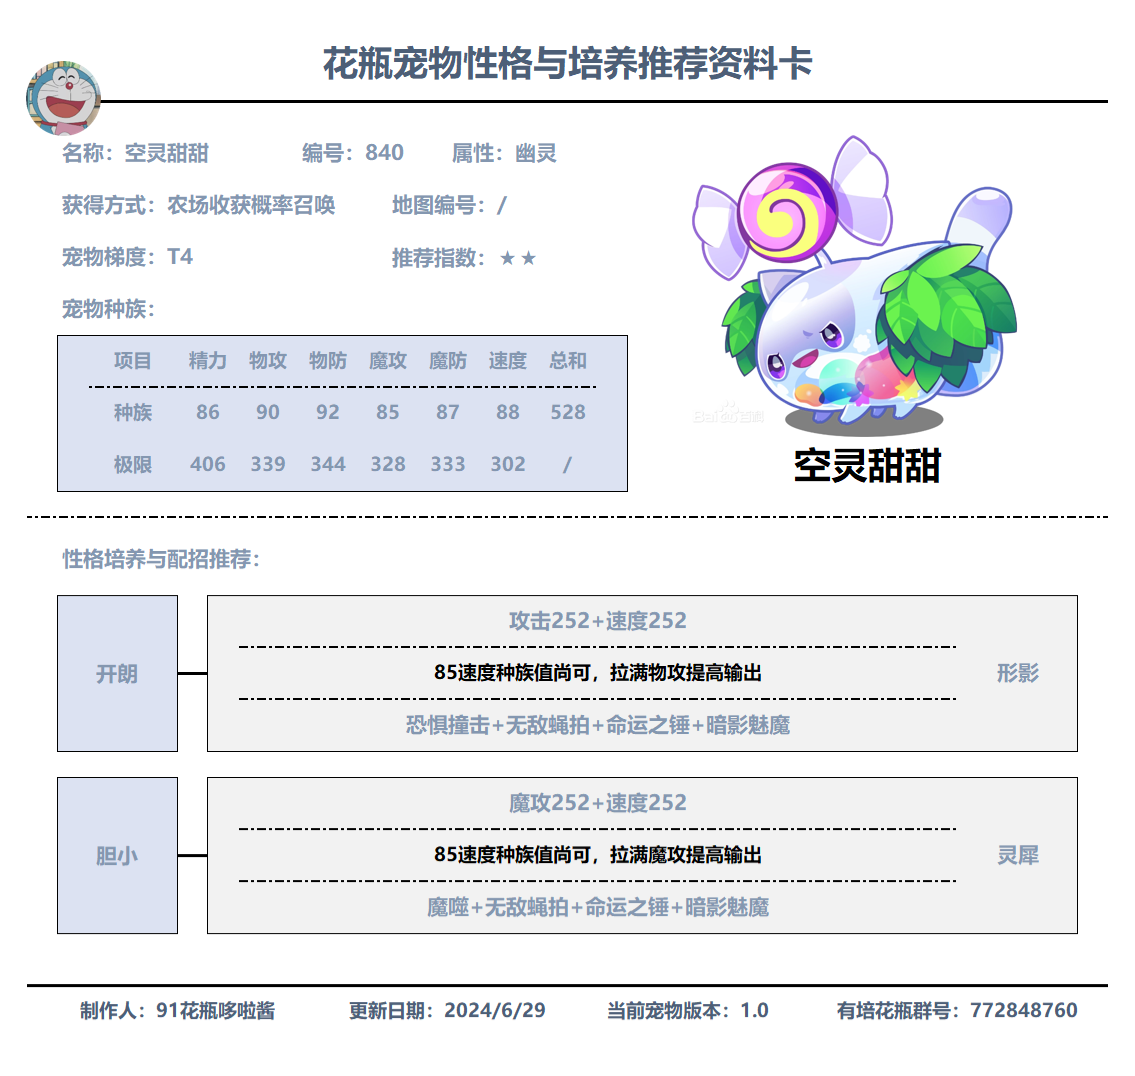 花瓶宠物性格与培养推荐资料卡
名称：空灵甜甜 编号：840 属性：幽灵
获得方式：农场收获概率召唤 地图编号：/
宠物梯度：T4 推荐指数：★★
宠物种族：
项目 精力 物攻 物防 魔攻 魔防 速度 总和
种族 86 90 92 85 87 88 528
极限 406 339 344 328 333 302 /
Bai百科
空灵甜甜
性格培养与配招推荐：
开朗
攻击252+速度252
85速度种族值尚可，拉满物攻提高输出
恐惧撞击+无敌蝇拍+命运之锤+暗影魅魔
形影
胆小
魔攻252+速度252
85速度种族值尚可，拉满魔攻提高输出
魔噬+无敌蝇拍+命运之锤+暗影魅魔
灵犀
制作人：91花瓶哆啦酱 更新日期：2024/6/29 当前宠物版本：1.0 有培花瓶群号：772848760